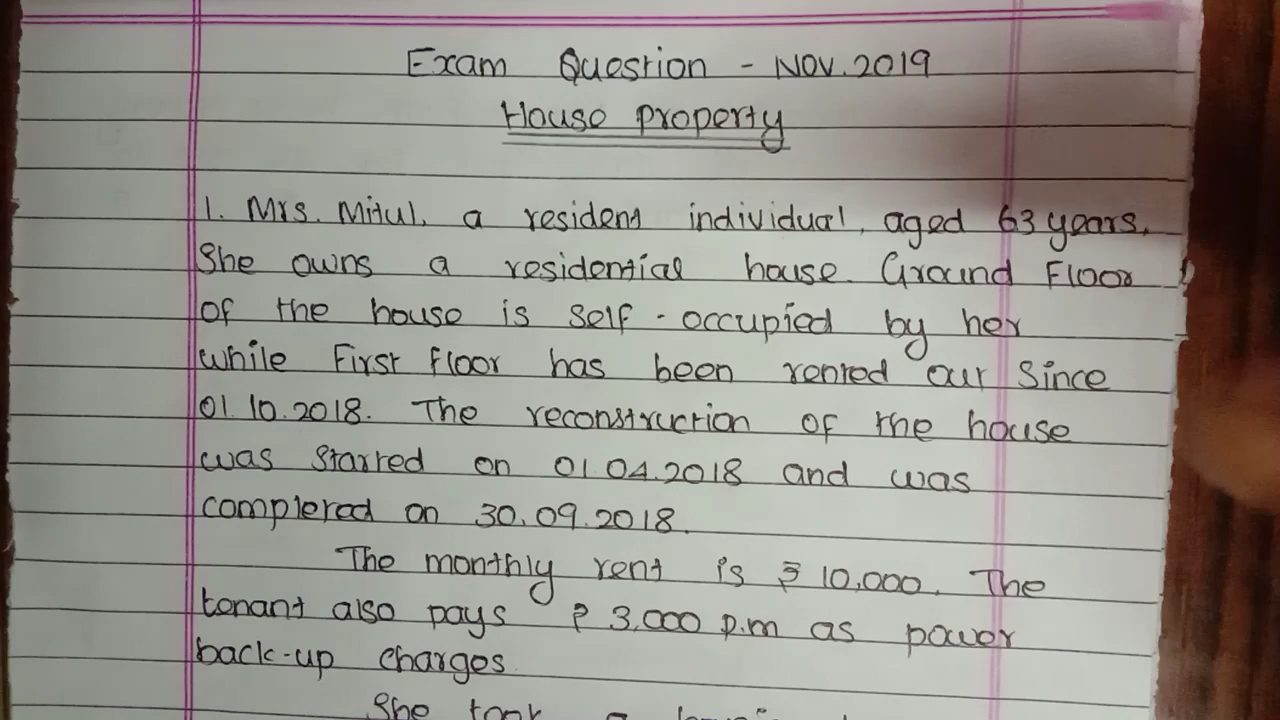 Exam Question - Nov. 2019
House property
1. Mrs. Mitul, a resident individual, aged 63 years.
She owns a residential house. Ground Floor
of the house is self-occupied by her
while First floor has been rented out since
01.10.2018. The reconstruction of the house
was started on 01.04.2018 and was
completed on 30.09.2018.
The monthly rent is ₹ 10,000. The
tenant also pays ₹ 3,000 p.m as power
back-up charges
She took a